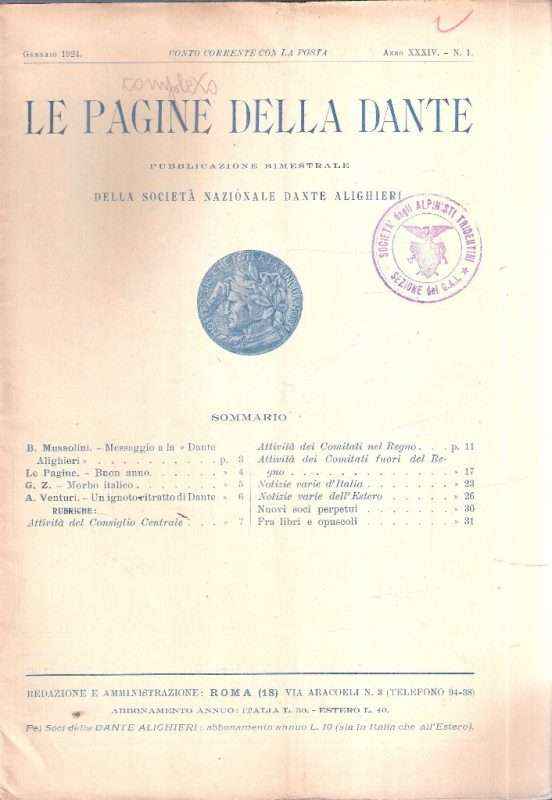 GENNAIO 1924.
CONTO CORRENTE CON LA POSTA
ANNO XXXIV. - N. 1.
LE PAGINE DELLA DANTE
PUBBLICAZIONE BIMESTRALE
DELLA SOCIETÀ NAZIONALE DANTE ALIGHIERI
SOCIETA' degli ALPINISTI TRIDENTINI
SEZIONE del C.A.I.
SOMMARIO
B. Mussolini. - Messaggio a la « Dante
Alighieri » . . . . . . . . . . . p. 3
Le Pagine. - Buon anno. . . . . . . » 4
G. Z. - Morbo italico . . . . . . . . » 5
A. Venturi. - Un ignoto ritratto di Dante » 6
RUBRICHE:
Attività del Consiglio Centrale . . . » 7
Attività dei Comitati nel Regno . . . p. 11
Attività dei Comitati fuori del Re-
gno . . . . . . . . . . . . » 17
Notizie varie d'Italia . . . . . . . » 23
Notizie varie dell'Estero . . . . . . » 26
Nuovi soci perpetui . . . . . . . » 30
Fra libri e opuscoli . . . . . . . » 31
REDAZIONE E AMMINISTRAZIONE: ROMA (18) VIA ARACOELI N. 3 (TELEFONO 94-38)
ABBONAMENTO ANNUO: ITALIA L. 30. - ESTERO L. 40.
Pei Soci della DANTE ALIGHIERI: abbonamento annuo L. 10 (sia in Italia che all'Estero).